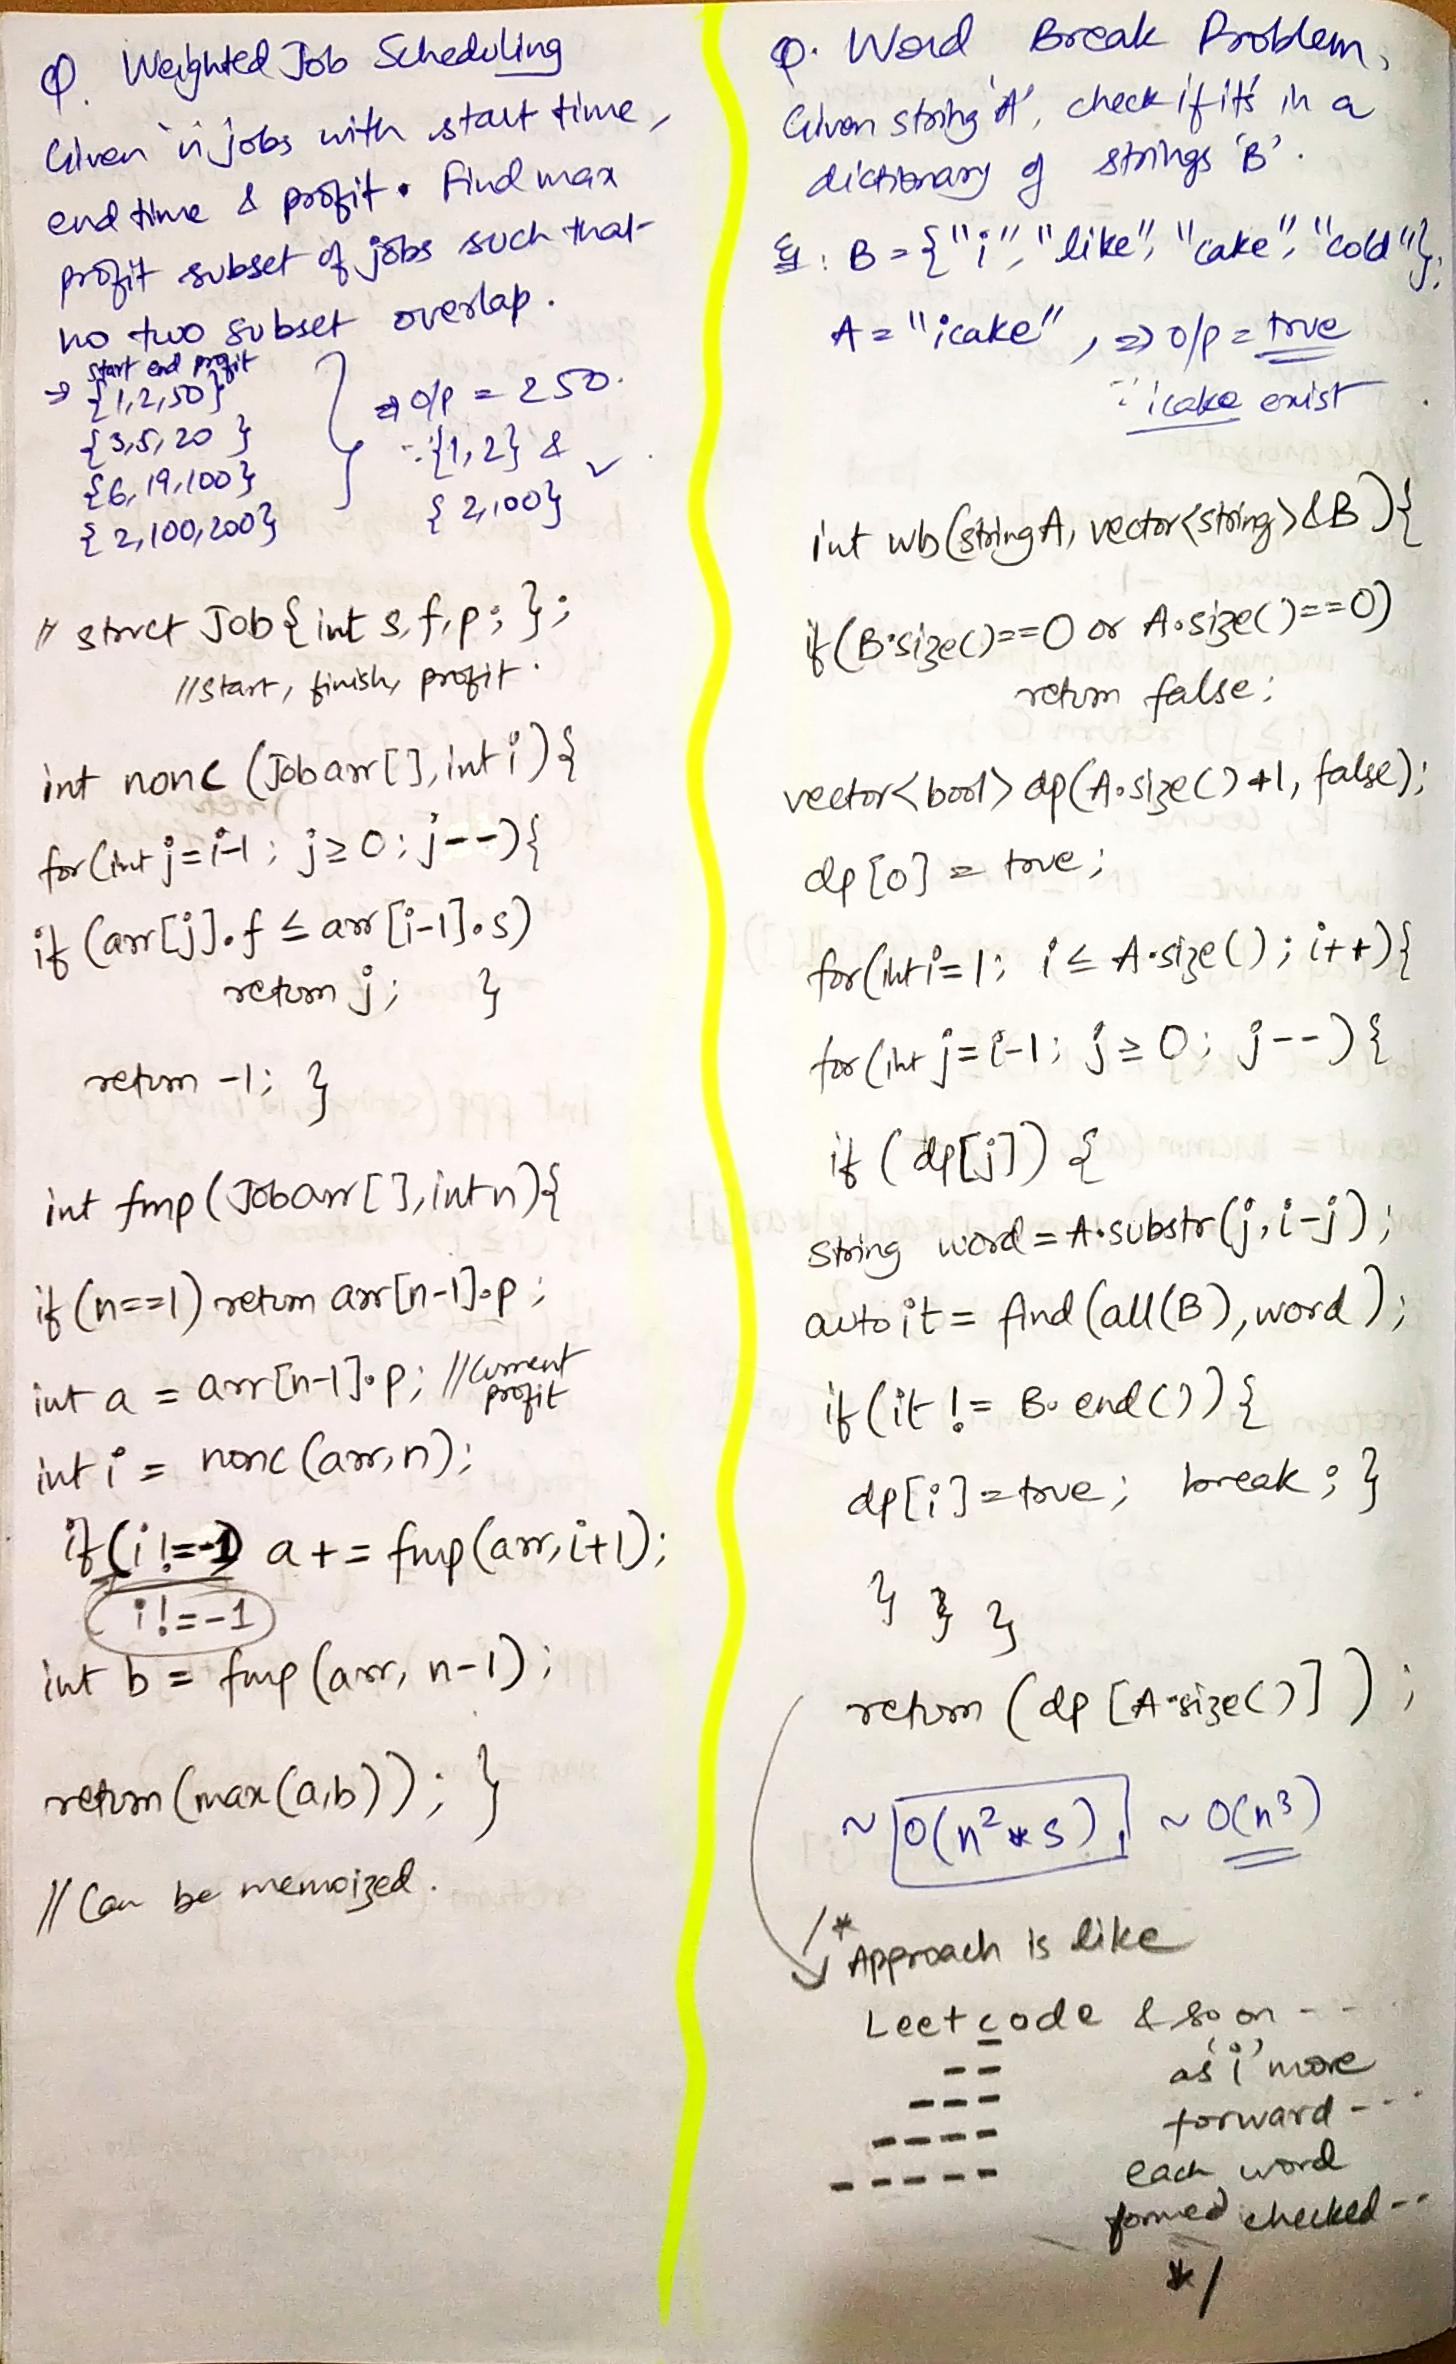 Q. Weighted Job Scheduling
Given 'n' jobs with start time,
end time & profit. Find max
profit subset of jobs such that
no two subset overlap.
start end profit
=> {1,2,50}
{3,5,20}
{6,19,100}
{2,100,200}
=> o/p = 250.
∵ {1,2} &
{2,100} ✓
// struct Job{ int s,f,p; };
//start, finish, profit.
int nonc (Job arr[], int i){
for(int j=i-1; j≥0; j--){
if (arr[j].f ≤ arr[i-1].s)
return j; }
return -1; }
int fmp(Job arr[], int n){
if(n==1) return arr[n-1].p;
int a = arr[n-1].p; //Current
profit
int i = nonc(arr,n);
if(i!=-1) a += fmp(arr,i+1);
i!=-1
int b = fmp(arr, n-1);
return(max(a,b)); }
// Can be memoized.
Q. Word Break Problem,
Given string 'A', check if it's in a
dictionary of strings 'B'.
Eg: B={"i", "like", "cake", "cold"};
A = "icake", => o/p = true
∵ icake exist
int wb(string A, vector<string>&B){
if(B.size()==0 or A.size()==0)
return false;
vector<bool> dp(A.size()+1, false);
dp[0] = true;
for(int i=1; i≤A.size(); i++){
for(int j=i-1; j≥0; j--){
if (dp[j]) {
string word=A.substr(j,i-j);
auto it = find(all(B),word);
if(it != B.end()){
dp[i]=true; break; }
} } }
return (dp[A.size()]);
~ O(n²*s), ~ O(n³)
/* Approach is like
Leetcode & so on - - -
-- as 'i' more
--- forward - - -
---- each word
----- formed checked - -
*/